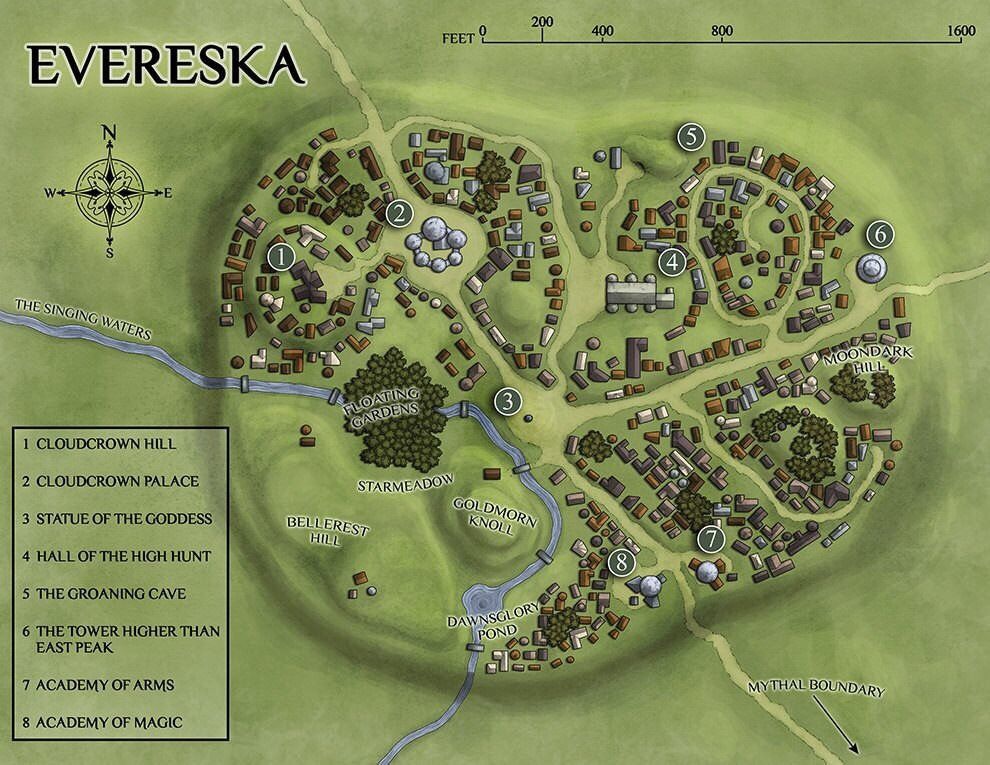 EVERESKA
FEET 0 200 400 800 1600
N
W E
S
5
2
6
1
4
THE SINGING WATERS
MOONDARK
HILL
FLOATING
GARDENS
3
STARMEADOW
GOLDMORN
KNOLL
BELLEREST
HILL
7
8
DAWNSGLORY
POND
MYTHAL BOUNDARY
1 CLOUDCROWN HILL
2 CLOUDCROWN PALACE
3 STATUE OF THE GODDESS
4 HALL OF THE HIGH HUNT
5 THE GROANING CAVE
6 THE TOWER HIGHER THAN
EAST PEAK
7 ACADEMY OF ARMS
8 ACADEMY OF MAGIC